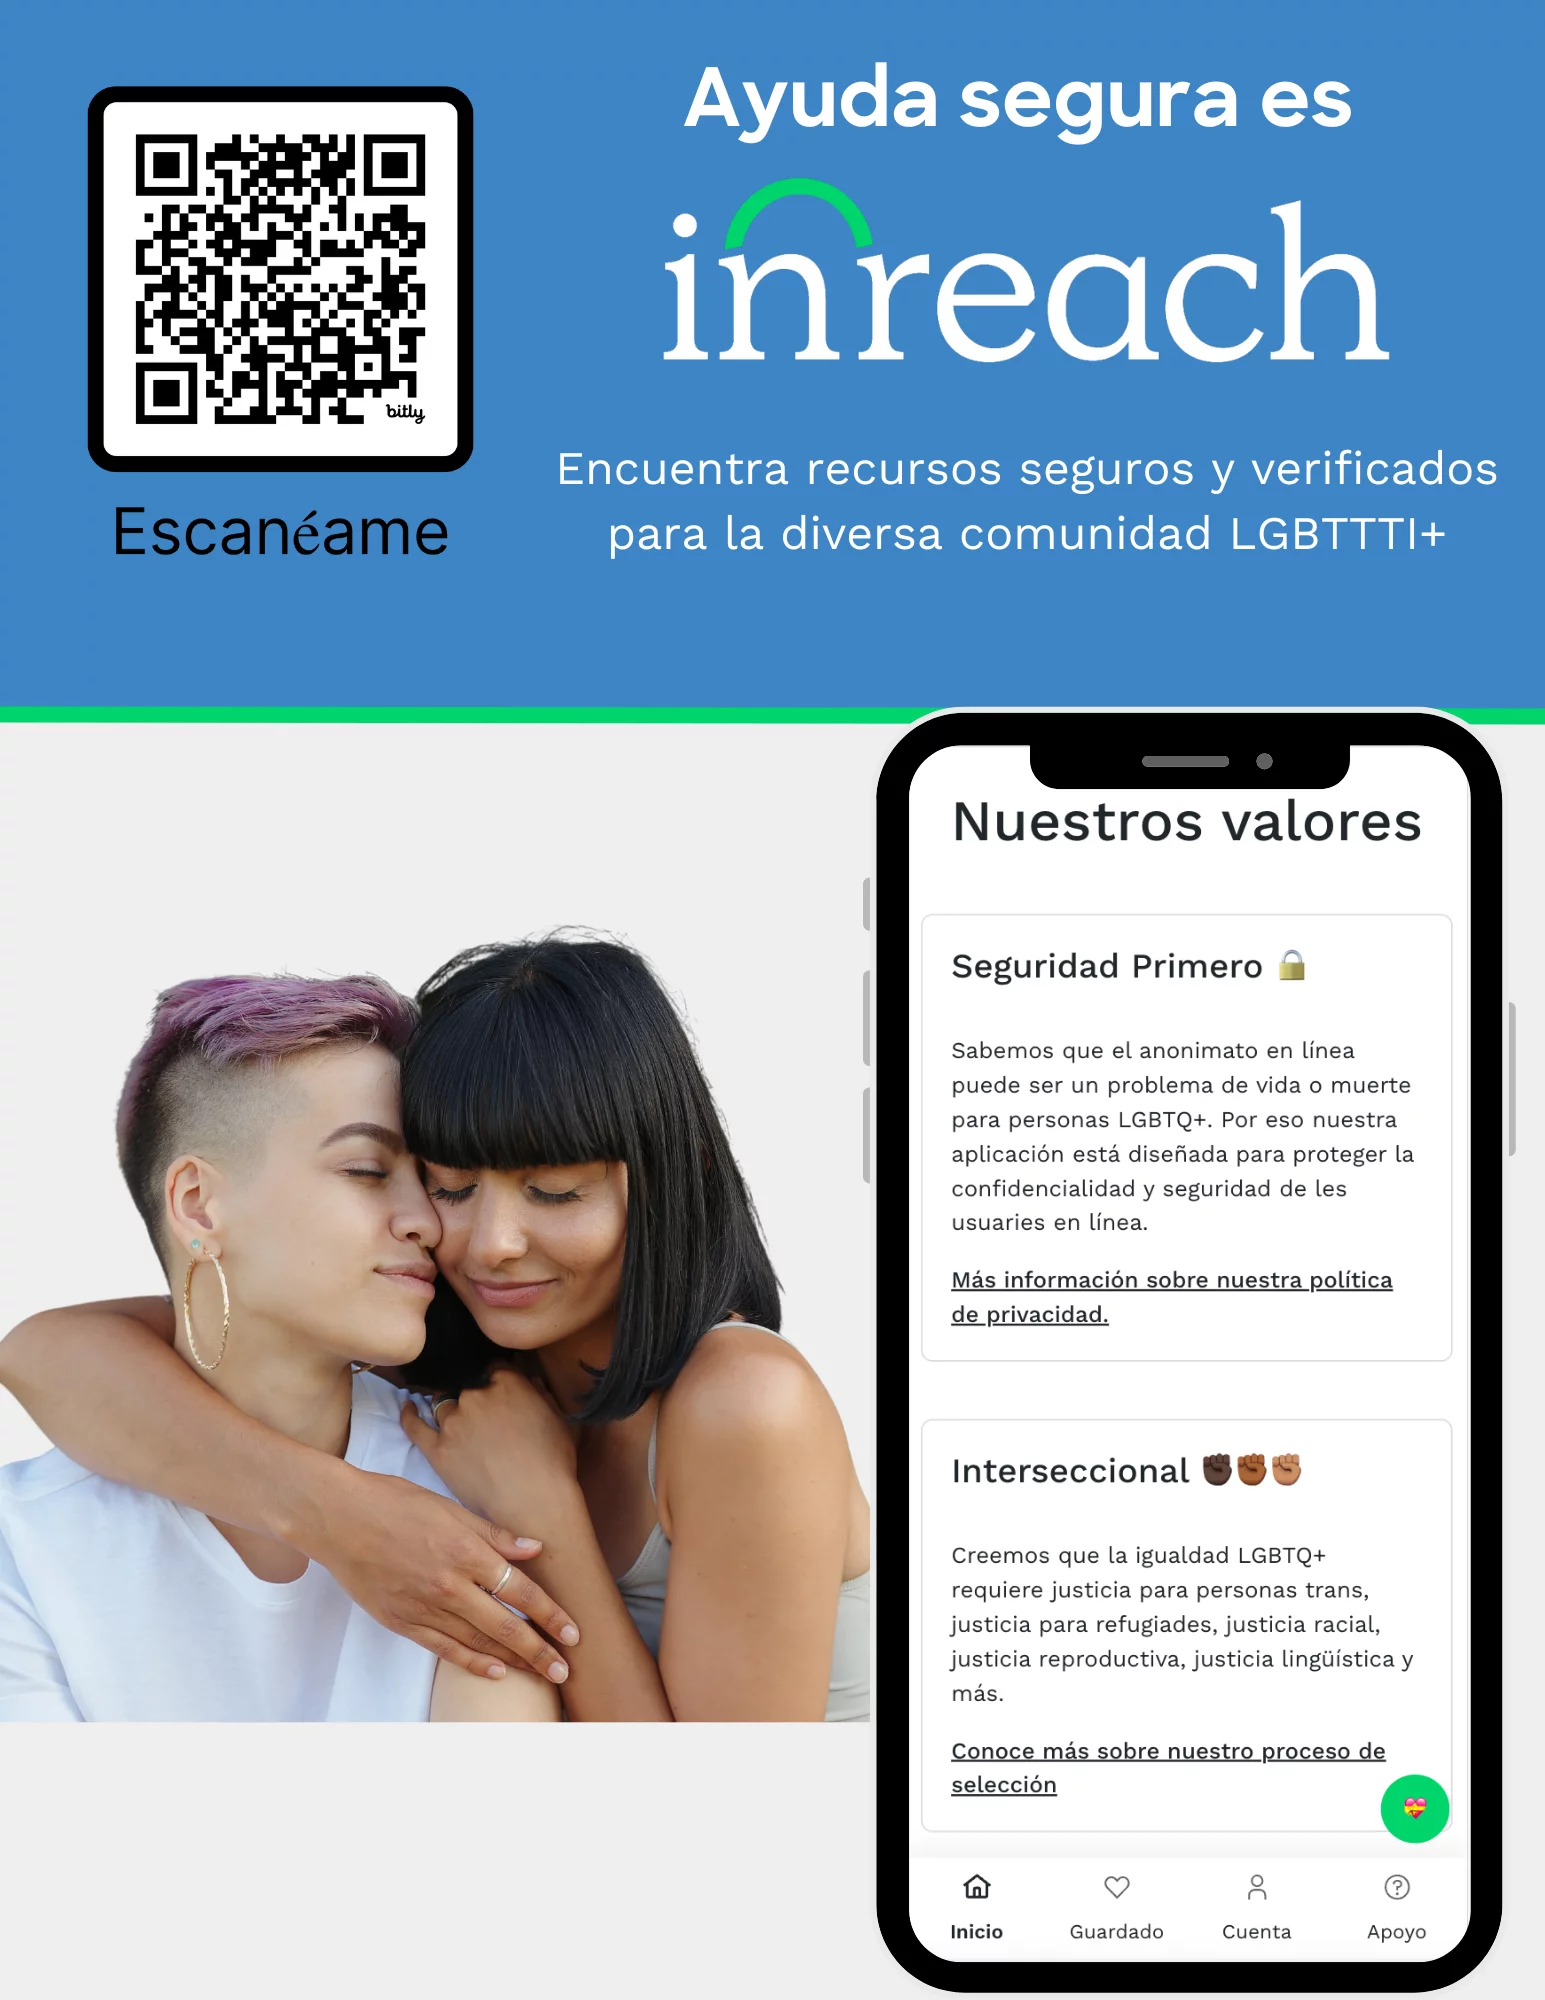 Ayuda segura es
inreach
bitly
Escanéame
Encuentra recursos seguros y verificados
para la diversa comunidad LGBTTTI+
Nuestros valores
Seguridad Primero 🔒
Sabemos que el anonimato en línea
puede ser un problema de vida o muerte
para personas LGBTQ+. Por eso nuestra
aplicación está diseñada para proteger la
confidencialidad y seguridad de les
usuaries en línea.
Más información sobre nuestra política
de privacidad.
Interseccional ✊🏿✊🏾✊🏽
Creemos que la igualdad LGBTQ+
requiere justicia para personas trans,
justicia para refugiades, justicia racial,
justicia reproductiva, justicia lingüística y
más.
Conoce más sobre nuestro proceso de
selección
Inicio
Guardado
Cuenta
Apoyo